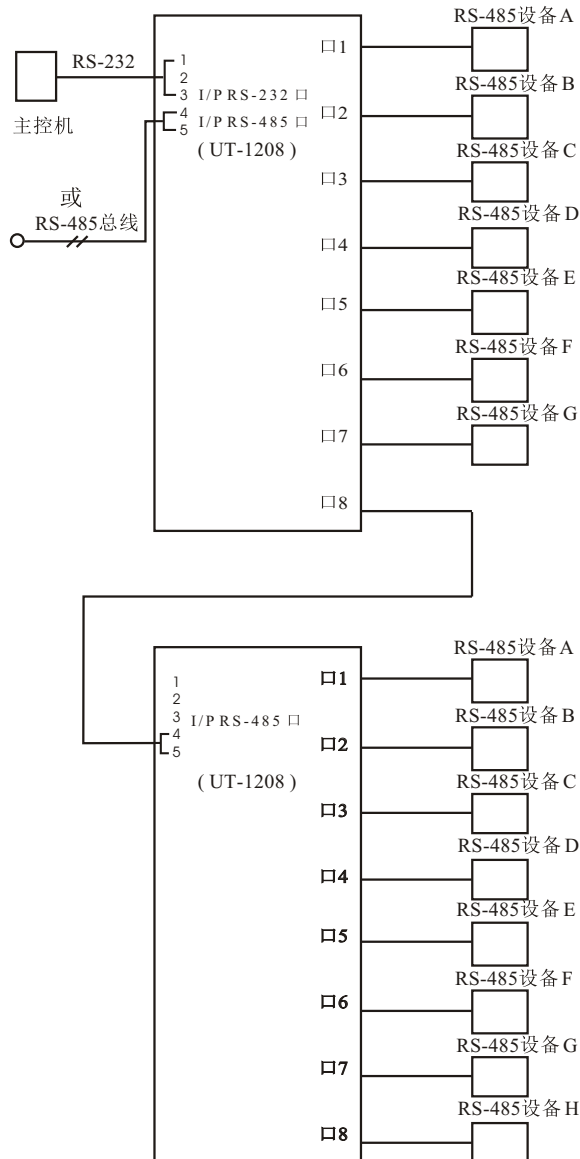 RS-485设备A
口1
RS-232
1
2
3
I/P RS-232 口
主控机
RS-485设备B
口2
4
5
I/P RS-485 口
( UT-1208 )
RS-485设备C
口3
或
RS-485总线
RS-485设备D
口4
RS-485设备E
口5
RS-485设备F
口6
RS-485设备G
口7
口8
RS-485设备A
口1
1
2
3
I/P RS-485 口
4
5
RS-485设备B
口2
( UT-1208 )
RS-485设备C
口3
RS-485设备D
口4
RS-485设备E
口5
RS-485设备F
口6
RS-485设备G
口7
RS-485设备H
口8